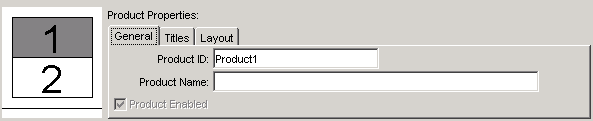 1
2
Product Properties:
General Titles Layout
Product ID: Product1
Product Name:
Product Enabled